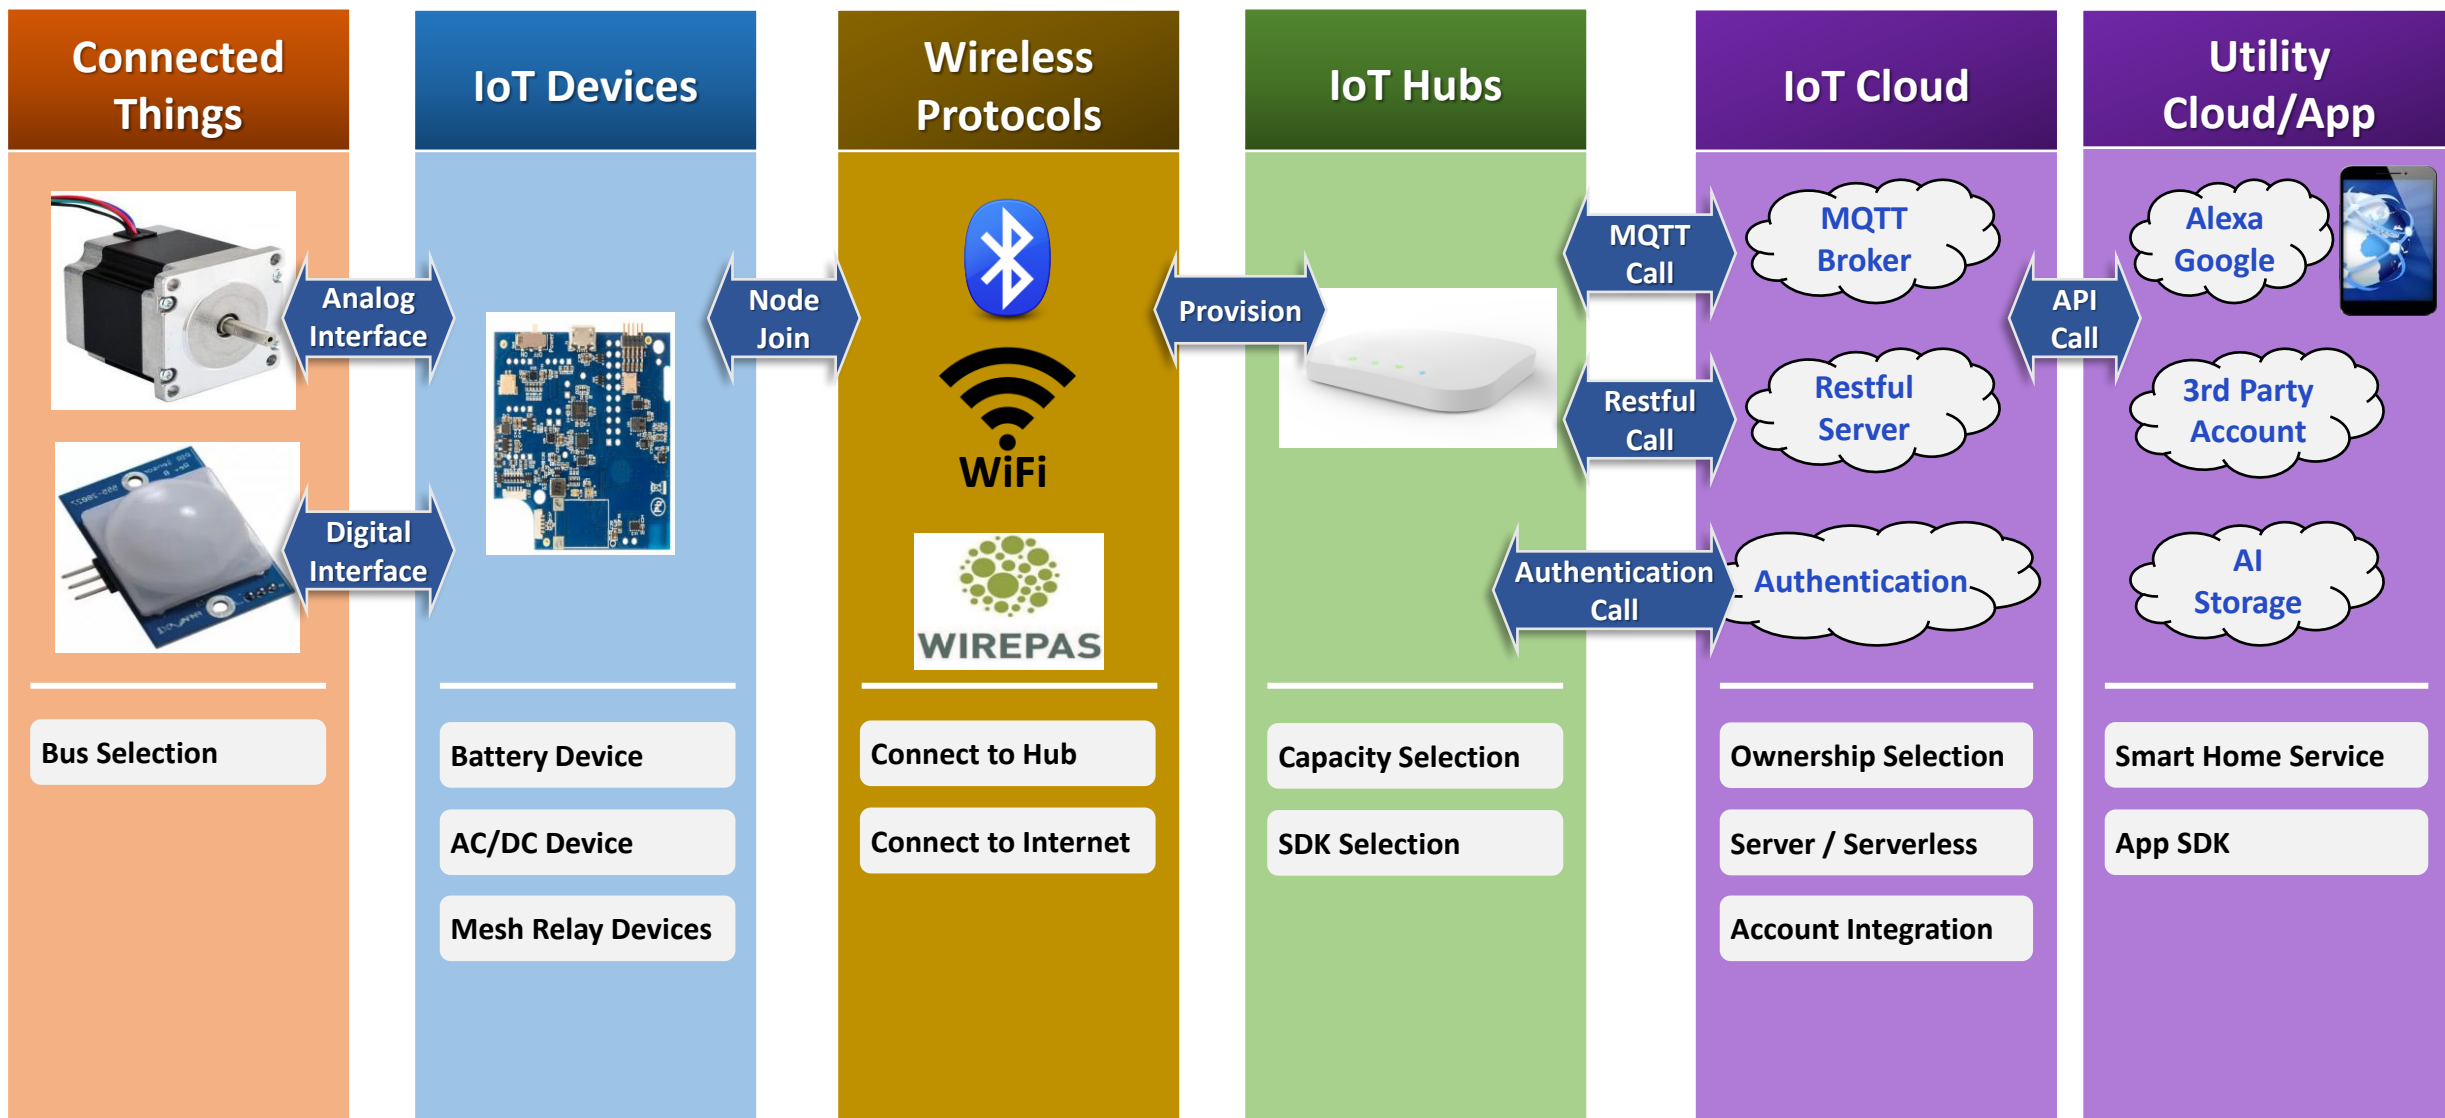 Connected
Things
IoT Devices
Wireless
Protocols
IoT Hubs
IoT Cloud
Utility
Cloud/App
Analog
Interface
Digital
Interface
Node
Join
WiFi
WIREPAS
Provision
MQTT
Call
Restful
Call
Authentication
Call
MQTT
Broker
Restful
Server
Authentication
API
Call
Alexa
Google
3rd Party
Account
AI
Storage
Bus Selection
Battery Device
AC/DC Device
Mesh Relay Devices
Connect to Hub
Connect to Internet
Capacity Selection
SDK Selection
Ownership Selection
Server / Serverless
Account Integration
Smart Home Service
App SDK